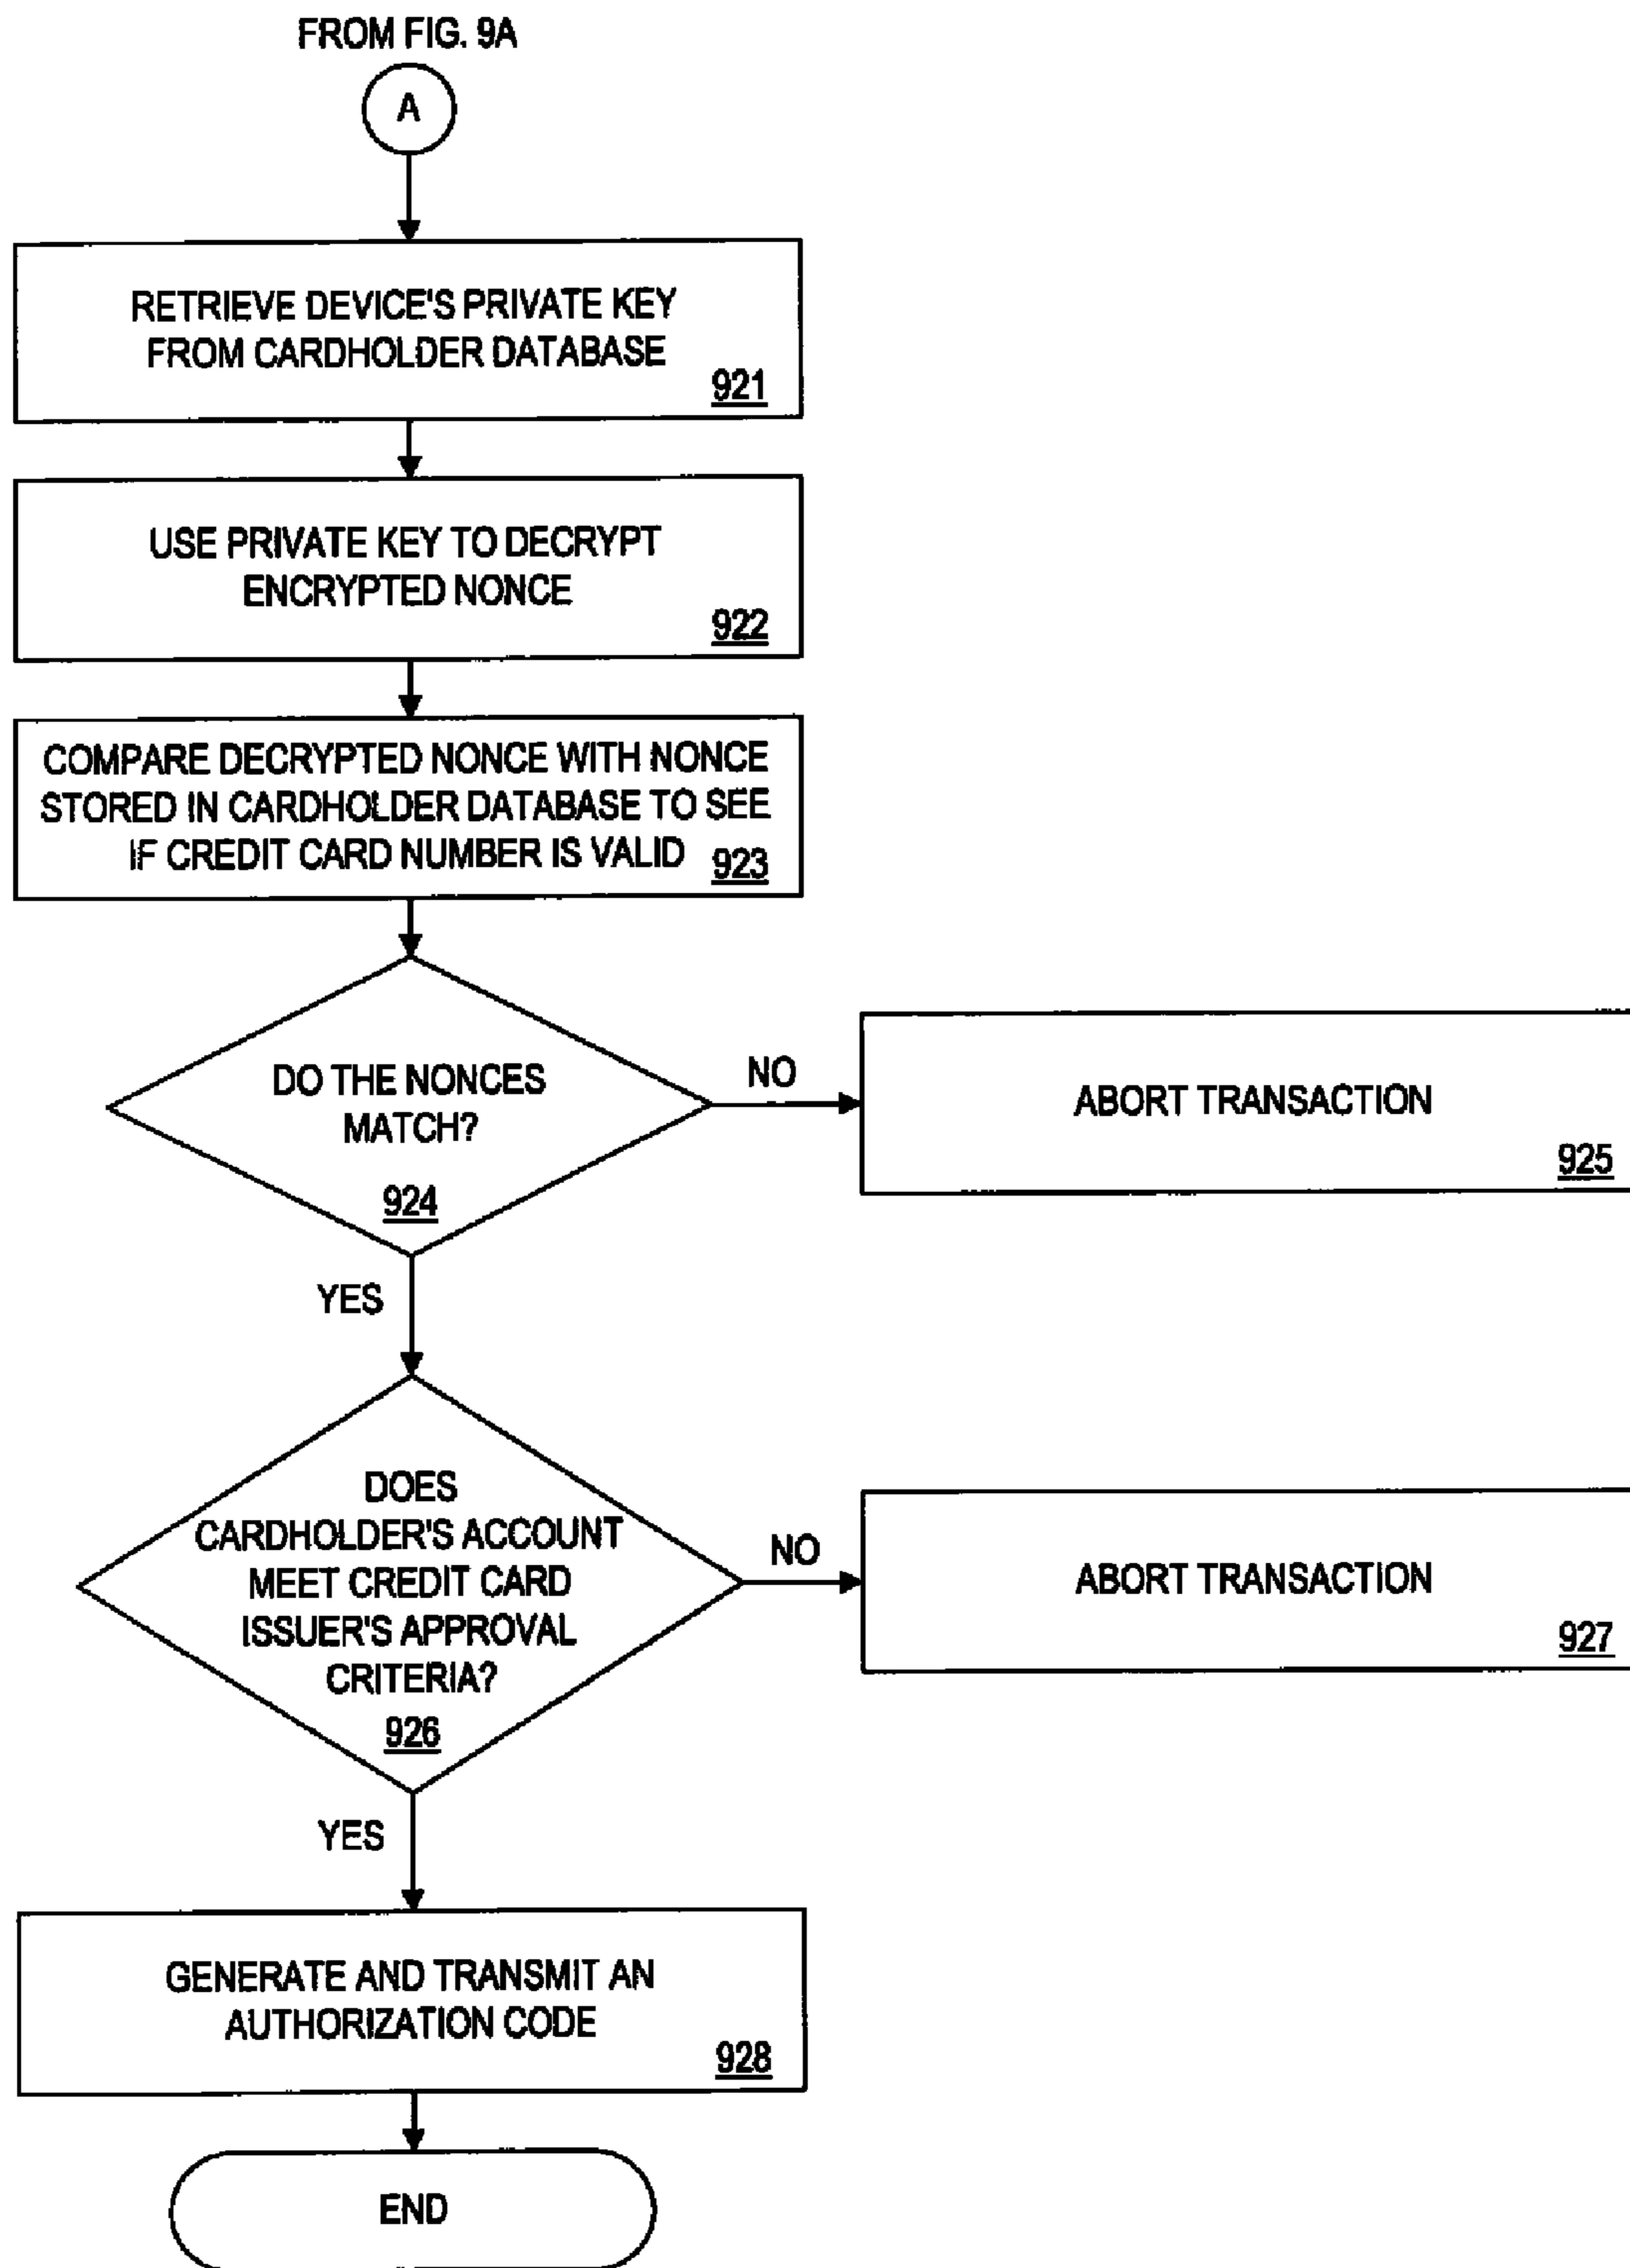 FROM FIG. 9A
A
RETRIEVE DEVICE'S PRIVATE KEY
FROM CARDHOLDER DATABASE
921
USE PRIVATE KEY TO DECRYPT
ENCRYPTED NONCE
922
COMPARE DECRYPTED NONCE WITH NONCE
STORED IN CARDHOLDER DATABASE TO SEE
IF CREDIT CARD NUMBER IS VALID 923
DO THE NONCES
MATCH?
924
NO
ABORT TRANSACTION
925
YES
DOES
CARDHOLDER'S ACCOUNT
MEET CREDIT CARD
ISSUER'S APPROVAL
CRITERIA?
926
NO
ABORT TRANSACTION
927
YES
GENERATE AND TRANSMIT AN
AUTHORIZATION CODE
928
END